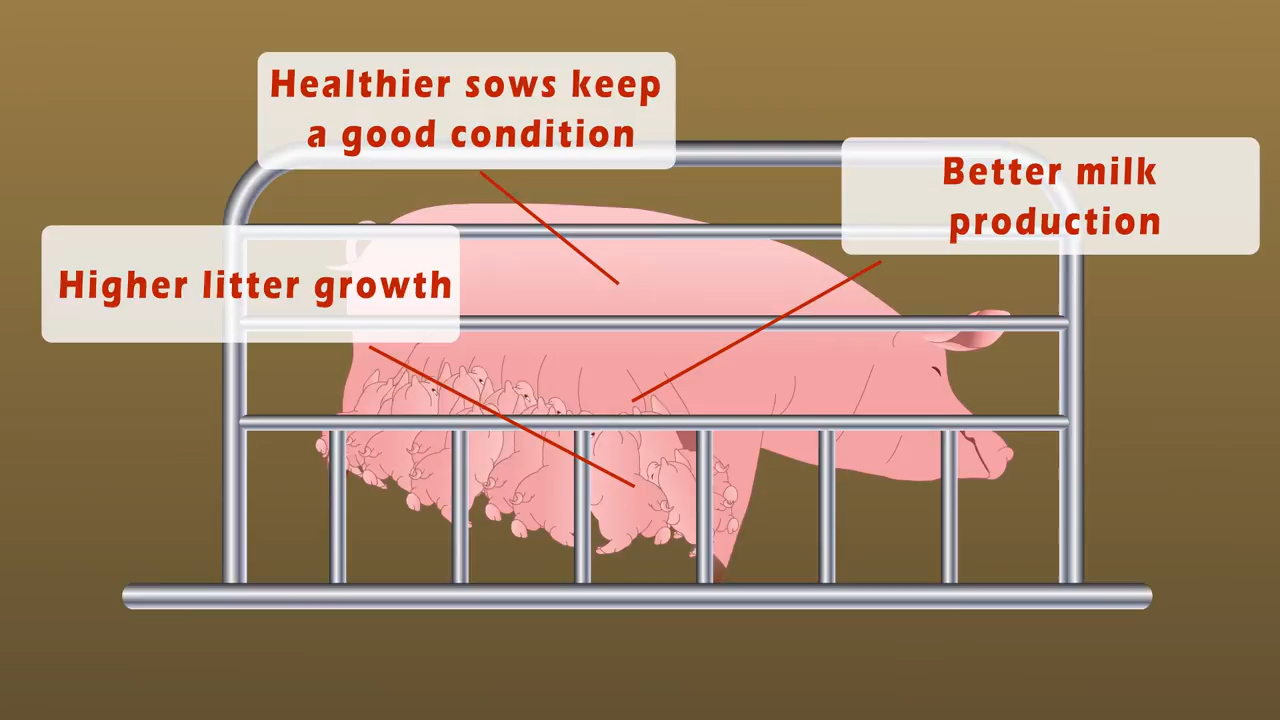 Healthier sows keep
a good condition
Better milk
production
Higher litter growth